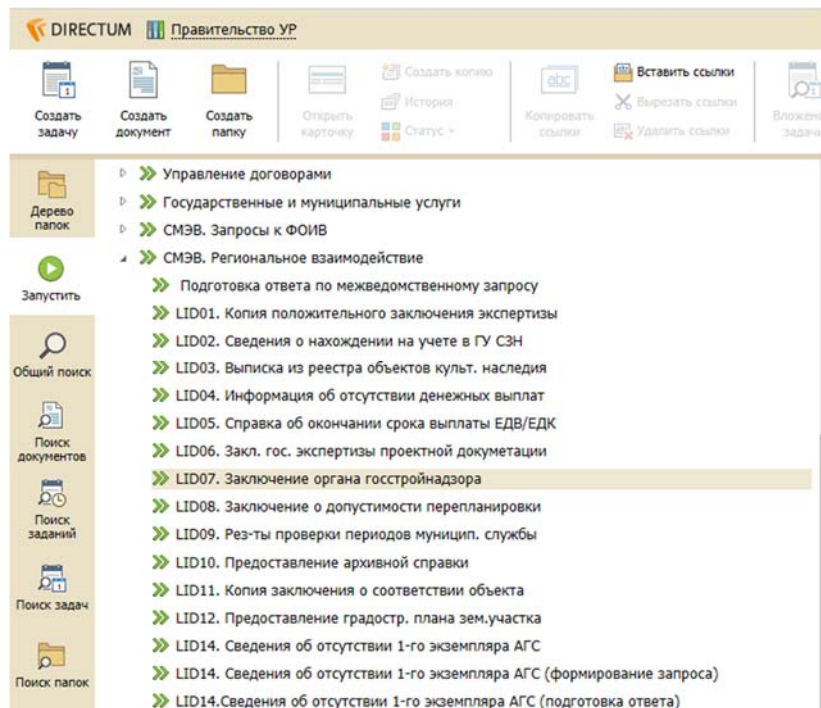 DIRECTUM Правительство УР
Создать задачу
Создать документ
Создать папку
Открыть карточку
Создать копию
История
Статус
Копировать ссылки
Вставить ссылки
Вырезать ссылки
Удалить ссылки
Вложен
задач
Дерево папок
Запустить
Общий поиск
Поиск документов
Поиск заданий
Поиск задач
Поиск папок
Управление договорами
Государственные и муниципальные услуги
СМЭВ. Запросы к ФОИВ
СМЭВ. Региональное взаимодействие
Подготовка ответа по межведомственному запросу
LID01. Копия положительного заключения экспертизы
LID02. Сведения о нахождении на учете в ГУ СЗН
LID03. Выписка из реестра объектов культ. наследия
LID04. Информация об отсутствии денежных выплат
LID05. Справка об окончании срока выплаты ЕДВ/ЕДК
LID06. Закл. гос. экспертизы проектной докуметации
LID07. Заключение органа госстройнадзора
LID08. Заключение о допустимости перепланировки
LID09. Рез-ты проверки периодов муницип. службы
LID10. Предоставление архивной справки
LID11. Копия заключения о соответствии объекта
LID12. Предоставление градостр. плана зем.участка
LID14. Сведения об отсутствии 1-го экземпляра АГС
LID14. Сведения об отсутствии 1-го экземпляра АГС (формирование запроса)
LID14.Сведения об отсутствии 1-го экземпляра АГС (подготовка ответа)